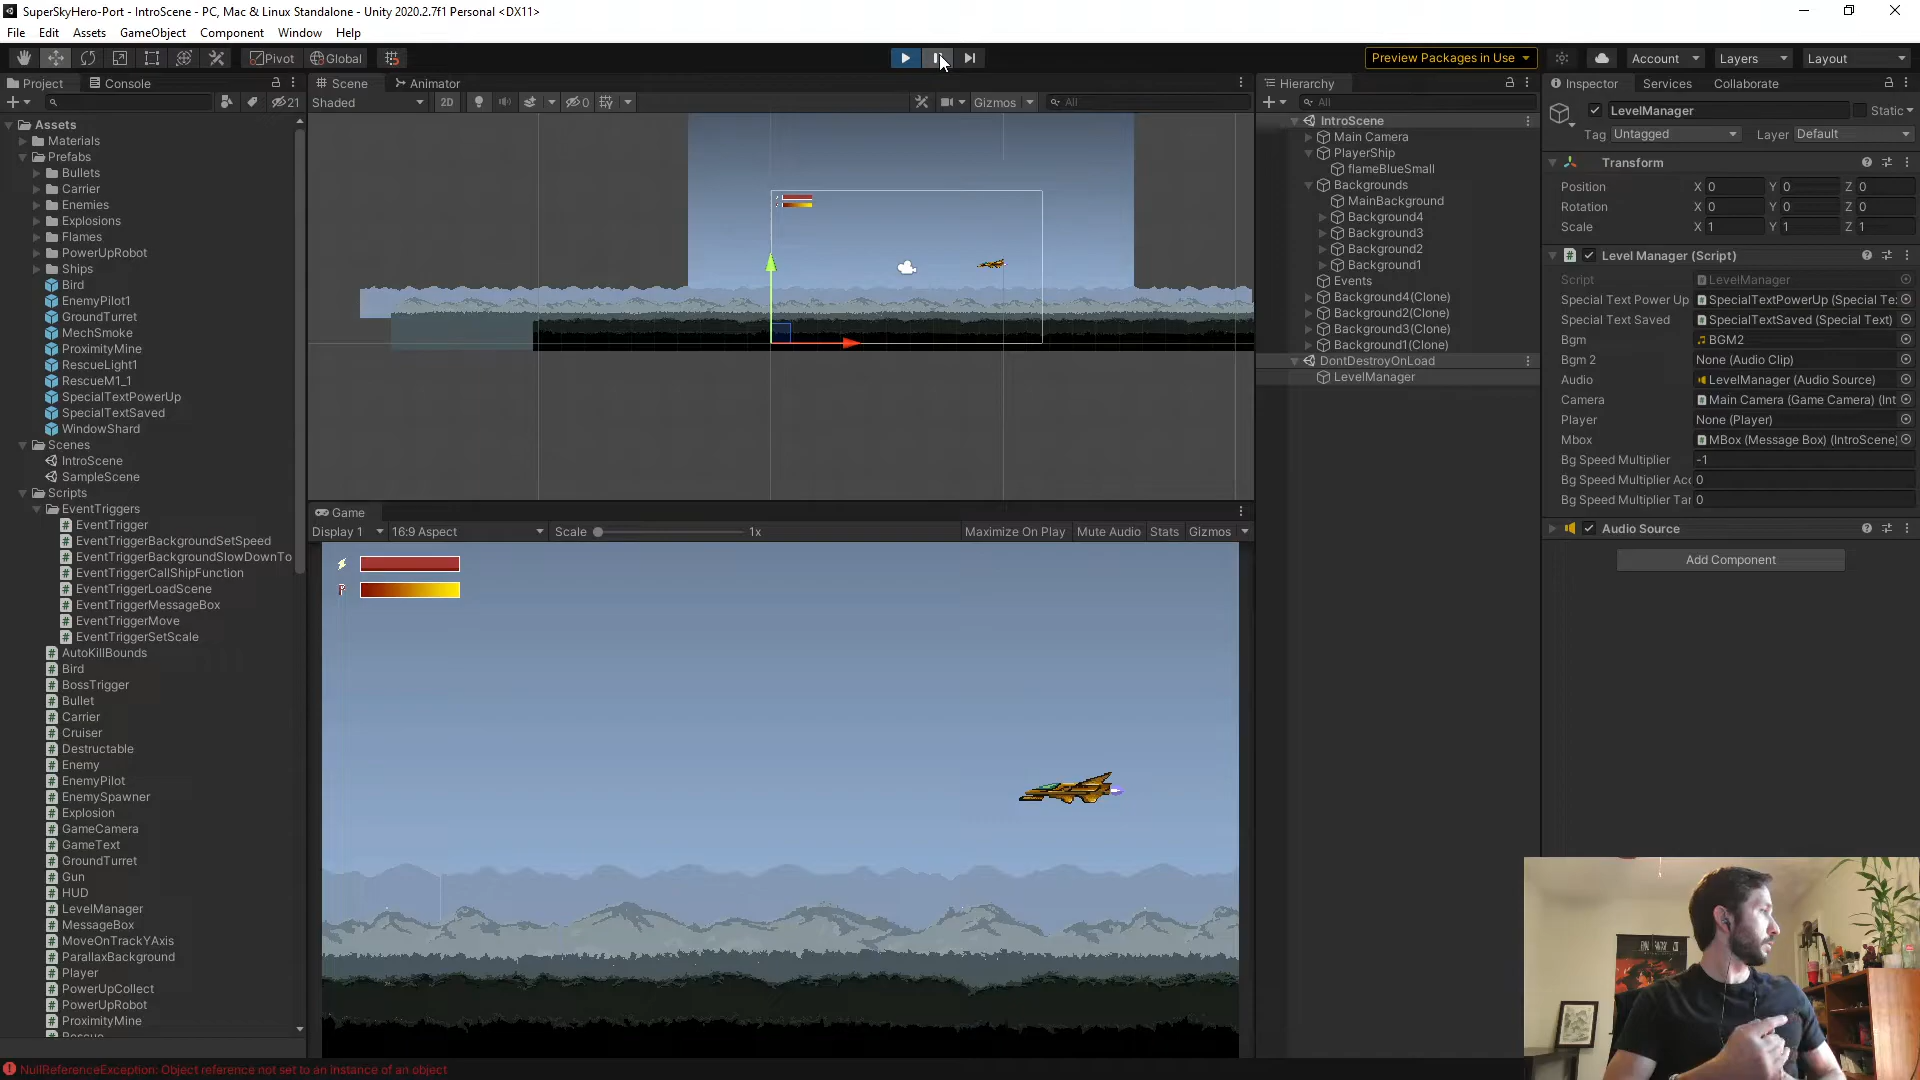 SuperSkyHero-Port - IntroScene - PC, Mac & Linux Standalone - Unity 2020.2.7f1 Personal <DX11>
File Edit Assets GameObject Component Window Help
Pivot Global Preview Packages in Use Account Layers Layout
Project Console
21
Assets
Materials
Prefabs
Bullets
Carrier
Enemies
Explosions
Flames
PowerUpRobot
Ships
Bird
EnemyPilot1
GroundTurret
MechSmoke
ProximityMine
RescueLight1
RescueM1_1
SpecialTextPowerUp
SpecialTextSaved
WindowShard
Scenes
IntroScene
SampleScene
Scripts
EventTriggers
EventTrigger
EventTriggerBackgroundSetSpeed
EventTriggerBackgroundSlowDownTo
EventTriggerCallShipFunction
EventTriggerLoadScene
EventTriggerMessageBox
EventTriggerMove
EventTriggerSetScale
AutoKillBounds
Bird
BossTrigger
Bullet
Carrier
Cruiser
Destructable
Enemy
EnemyPilot
EnemySpawner
Explosion
GameCamera
GameText
GroundTurret
Gun
HUD
LevelManager
MessageBox
MoveOnTrackYAxis
ParallaxBackground
Player
PowerUpCollect
PowerUpRobot
ProximityMine
Rescue
Scene Animator
Shaded 2D 0 Gizmos All
Game
Display 1 16:9 Aspect Scale 1x Maximize On Play Mute Audio Stats Gizmos
P
Hierarchy
All
IntroScene
Main Camera
PlayerShip
flameBlueSmall
Backgrounds
MainBackground
Background4
Background3
Background2
Background1
Events
Background4(Clone)
Background2(Clone)
Background3(Clone)
Background1(Clone)
DontDestroyOnLoad
LevelManager
Inspector Services Collaborate
LevelManager Static
Tag Untagged Layer Default
Transform
Position X 0 Y 0 Z 0
Rotation X 0 Y 0 Z 0
Scale X 1 Y 1 Z 1
Level Manager (Script)
Script LevelManager
Special Text Power Up SpecialTextPowerUp (Special Te:
Special Text Saved SpecialTextSaved (Special Text)
Bgm BGM2
Bgm 2 None (Audio Clip)
Audio LevelManager (Audio Source)
Camera Main Camera (Game Camera) (Int
Player None (Player)
Mbox MBox (Message Box) (IntroScene)
Bg Speed Multiplier -1
Bg Speed Multiplier Acc 0
Bg Speed Multiplier Tar 0
Audio Source
Add Component
NullReferenceException: Object reference not set to an instance of an object